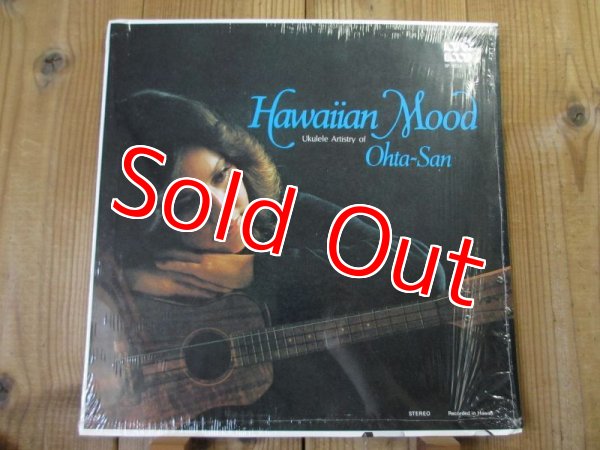 Hawaiian Mood
Ukulele Artistry of
Ohta-San
Sold Out
STEREO
Recorded in Hawaii